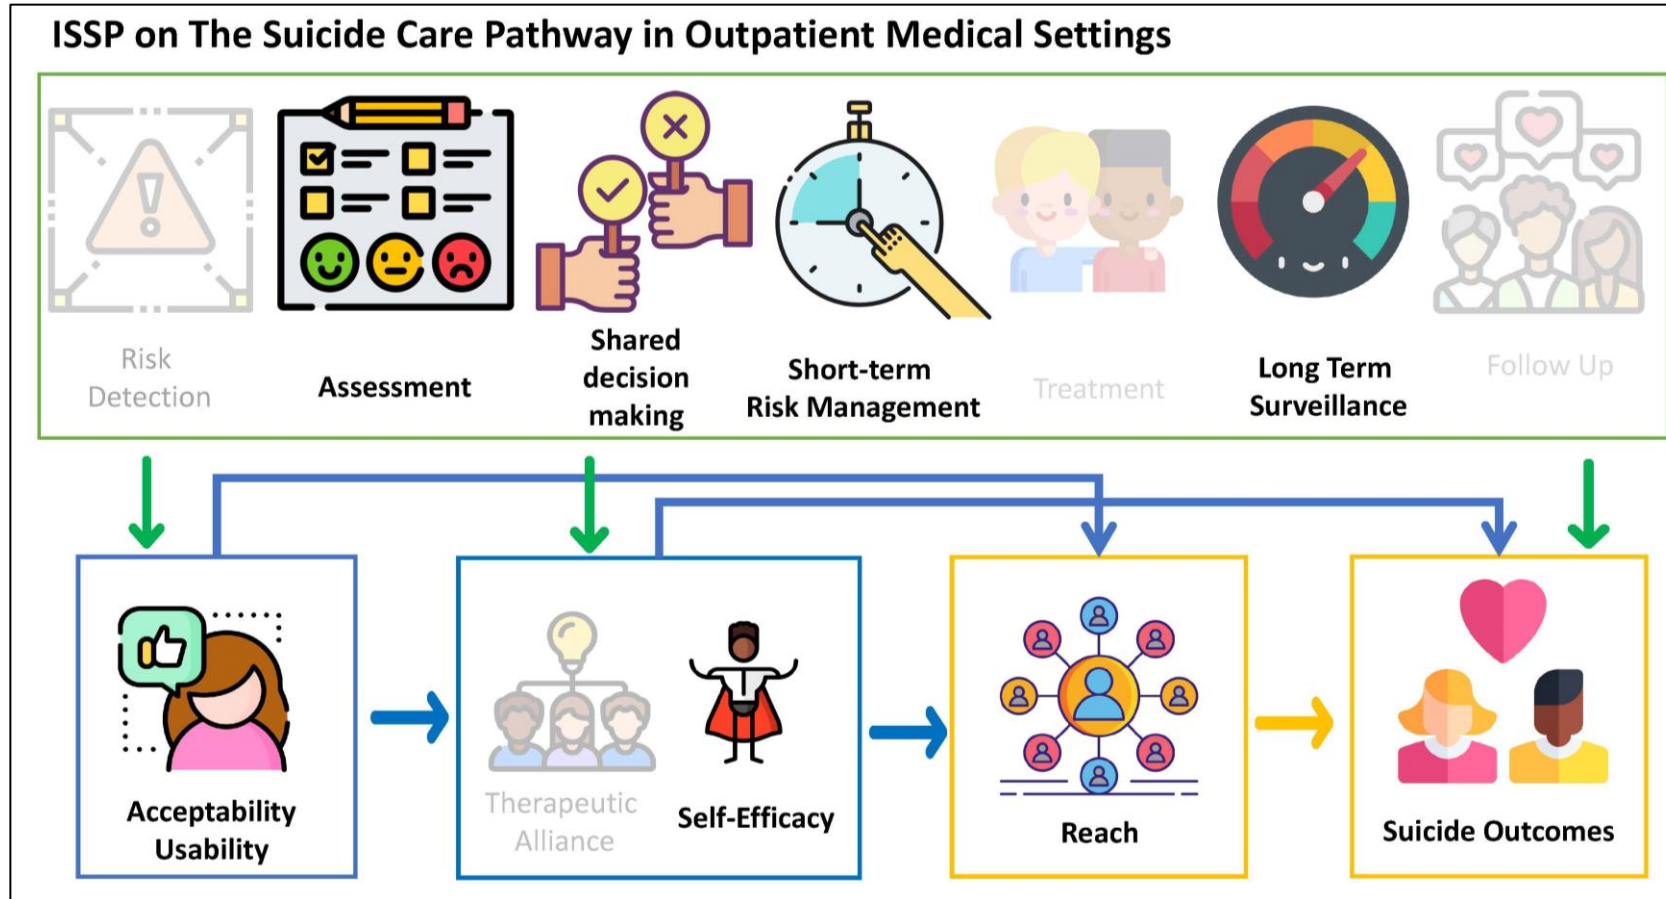 ISSP on The Suicide Care Pathway in Outpatient Medical Settings
Risk
Detection
Assessment
Shared
decision
making
Short-term
Risk Management
Treatment
Long Term
Surveillance
Follow Up
Acceptability
Usability
Therapeutic
Alliance
Self-Efficacy
Reach
Suicide Outcomes